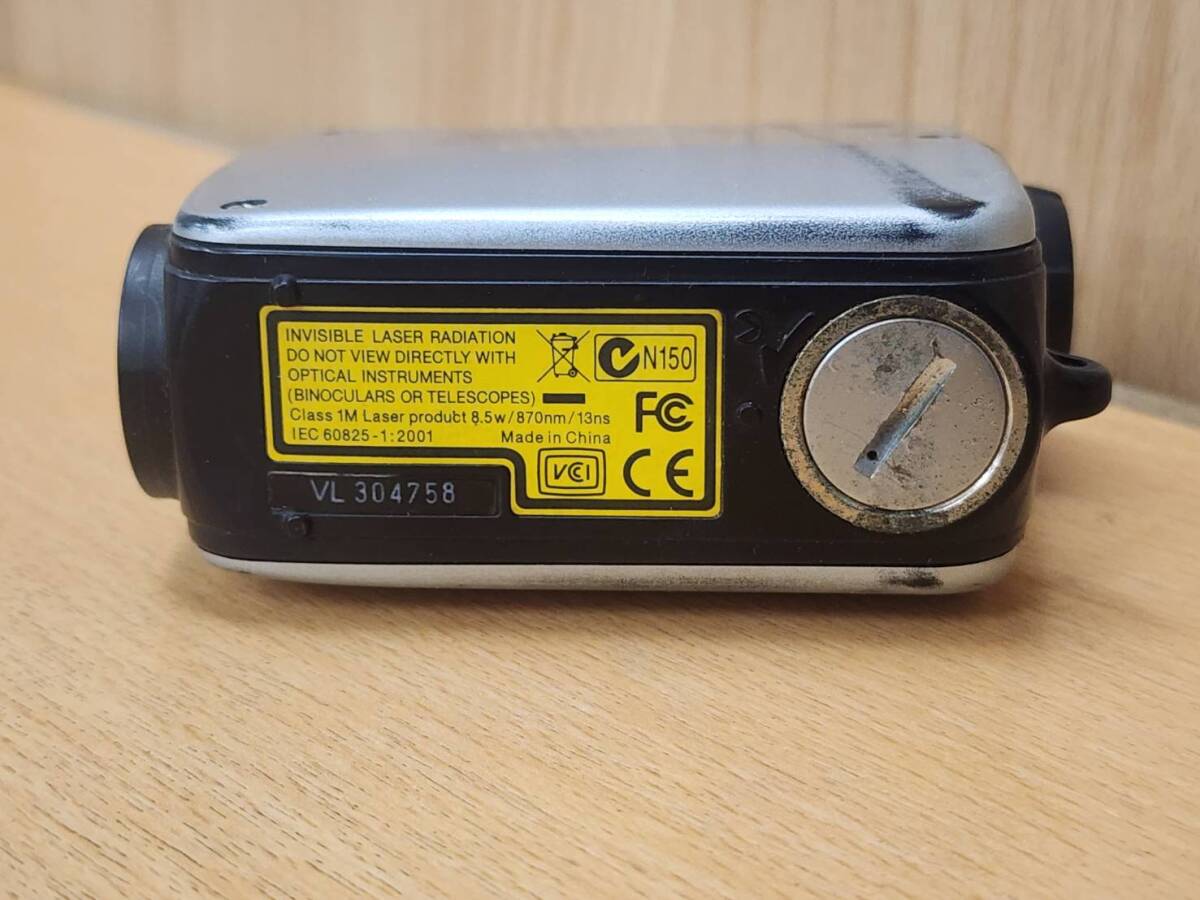 INVISIBLE LASER RADIATION
DO NOT VIEW DIRECTLY WITH
OPTICAL INSTRUMENTS
(BINOCULARS OR TELESCOPES)
Class 1M Laser product 8.5w/870nm/13ns
IEC 60825-1:2001 Made in China
N150
FC
VCI
CE
VL 304758